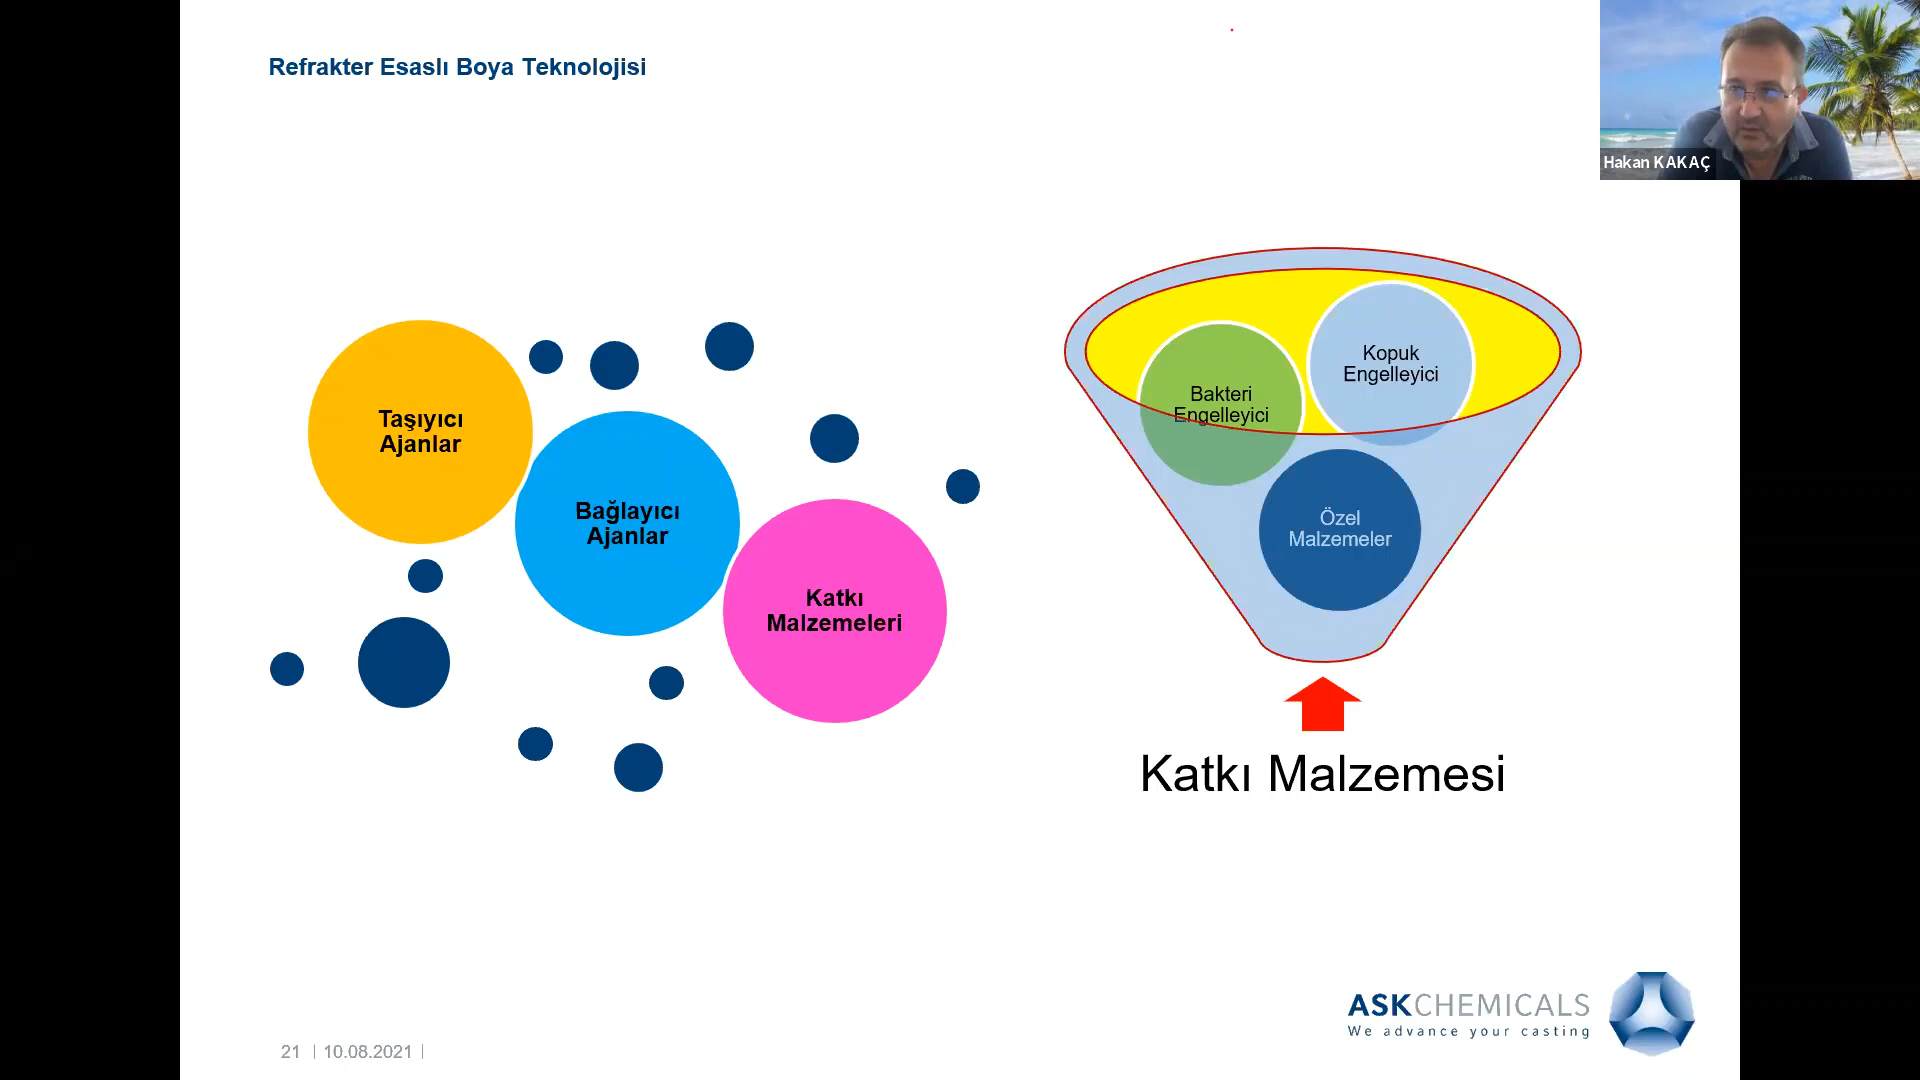 Refrakter Esaslı Boya Teknolojisi
Hakan KAKAÇ
Taşıyıcı
Ajanlar
Bağlayıcı
Ajanlar
Katkı
Malzemeleri
Kopuk
Engelleyici
Bakteri
Engelleyici
Özel
Malzemeler
Katkı Malzemesi
ASKCHEMICALS
We advance your casting
21 | 10.08.2021 |